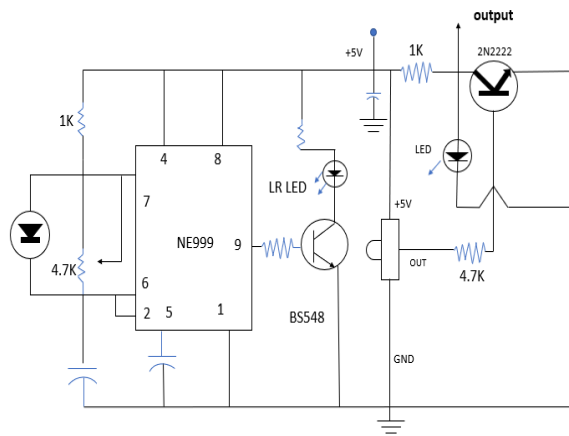 output
+5V
1K
2N2222
1K
4
8
LED
7
LR LED
+5V
NE999
9
4.7K
6
OUT
4.7K
2
5
1
BS548
GND